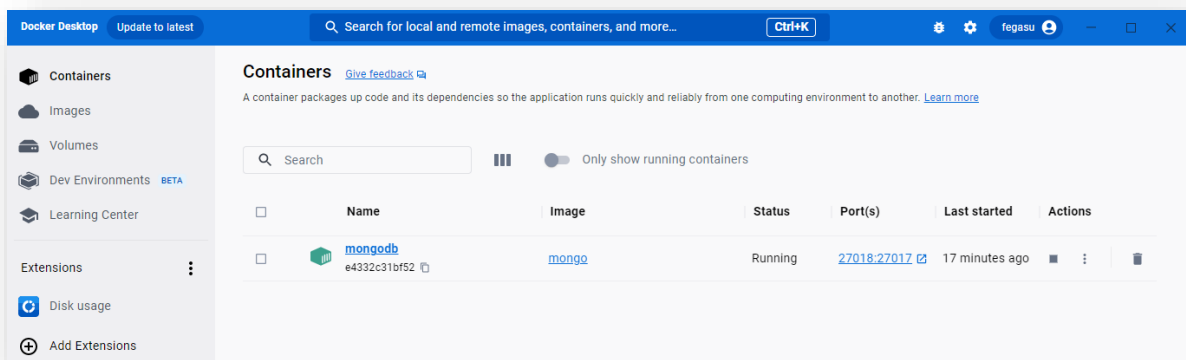 Docker Desktop Update to latest Search for local and remote images, containers, and more... Ctrl+K fegasu
Containers
Images
Volumes
Dev Environments BETA
Learning Center
Extensions
Disk usage
Add Extensions
Containers Give feedback
A container packages up code and its dependencies so the application runs quickly and reliably from one computing environment to another. Learn more
Search Only show running containers
Name Image Status Port(s) Last started Actions
mongodb mongo Running 27018:27017 17 minutes ago
e4332c31bf52